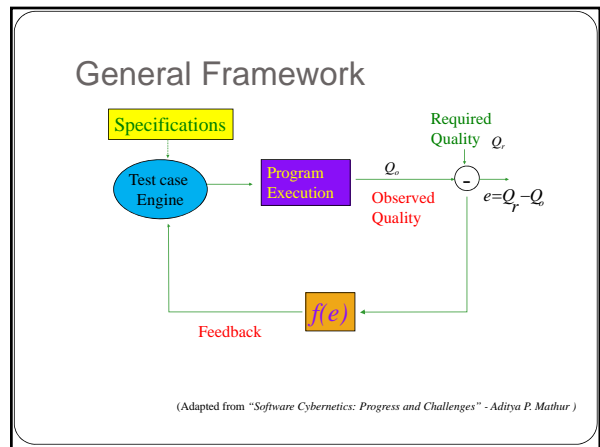 General Framework
Specifications
Required
Quality Q_r
Test case
Engine
Program
Execution
Q_o
-
Observed
Quality
e=Q_r-Q_o
f(e)
Feedback
(Adapted from "Software Cybernetics: Progress and Challenges" - Aditya P. Mathur )